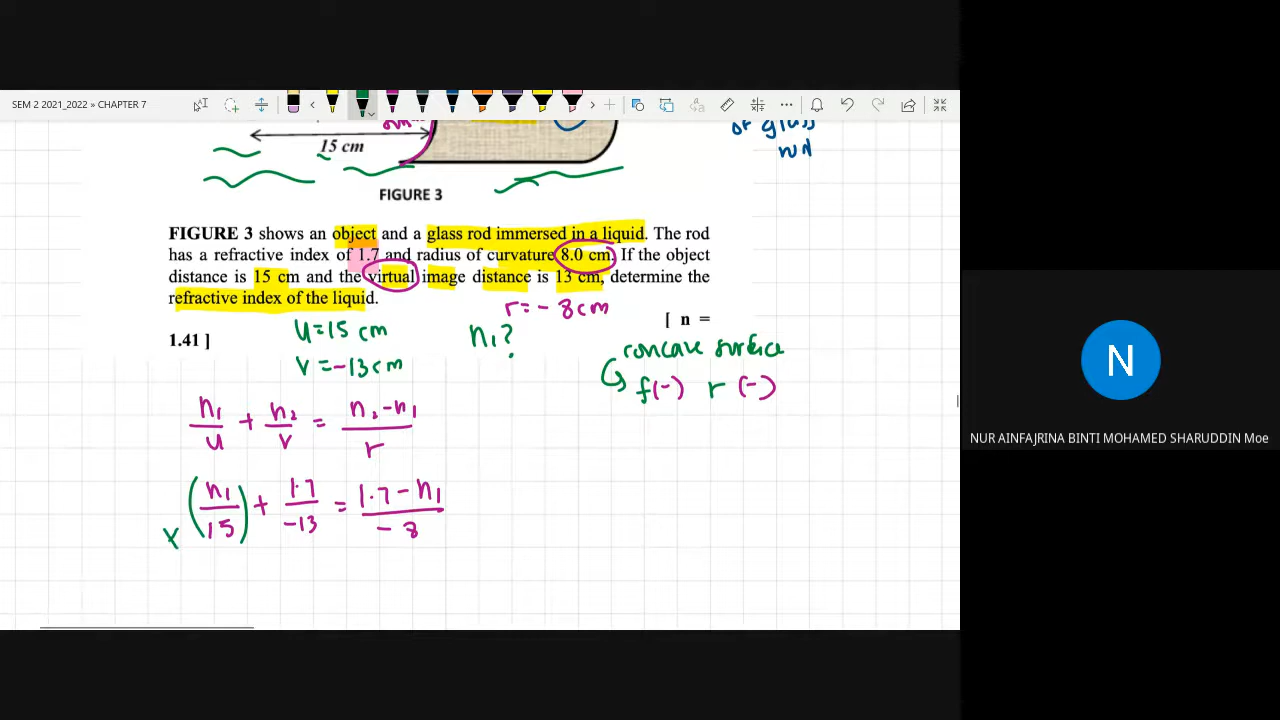 SEM 2 2021_2022 » CHAPTER 7
of glass
rod
15 cm
FIGURE 3
FIGURE 3 shows an object and a glass rod immersed in a liquid. The rod
has a refractive index of 1.7 and radius of curvature 8.0 cm. If the object
distance is 15 cm and the virtual image distance is 13 cm, determine the
refractive index of the liquid.
r = - 8 cm
[ n =
1.41 ]
u = 15 cm
n1?
v = -13 cm
concave surface
f (-) r (-)
n1/u + n2/v = n2 - n1/r
x (n1/15) + 1.7/-13 = 1.7 - n1/-8
N
NUR AINFAJRINA BINTI MOHAMED SHARUDDIN Moe